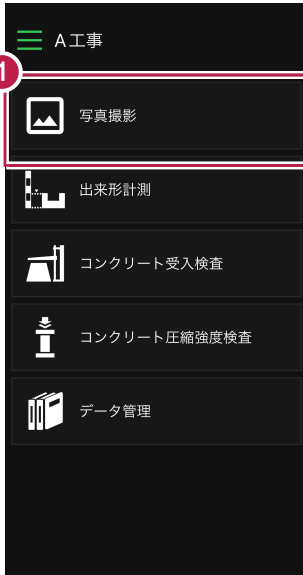 A工事
1
写真撮影
出来形計測
コンクリート受入検査
コンクリート圧縮強度検査
データ管理